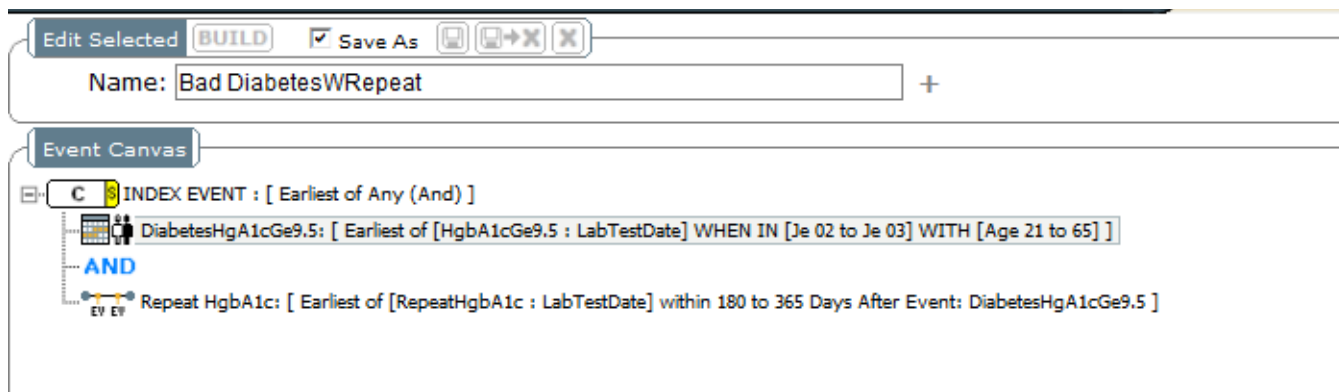 Edit Selected BUILD Save As
Name: Bad DiabetesWRepeat
Event Canvas
C S INDEX EVENT : [ Earliest of Any (And) ]
DiabetesHgA1cGe9.5: [ Earliest of [HgbA1cGe9.5 : LabTestDate] WHEN IN [Je 02 to Je 03] WITH [Age 21 to 65] ]
AND
EV EV Repeat HgbA1c: [ Earliest of [RepeatHgbA1c : LabTestDate] within 180 to 365 Days After Event: DiabetesHgA1cGe9.5 ]